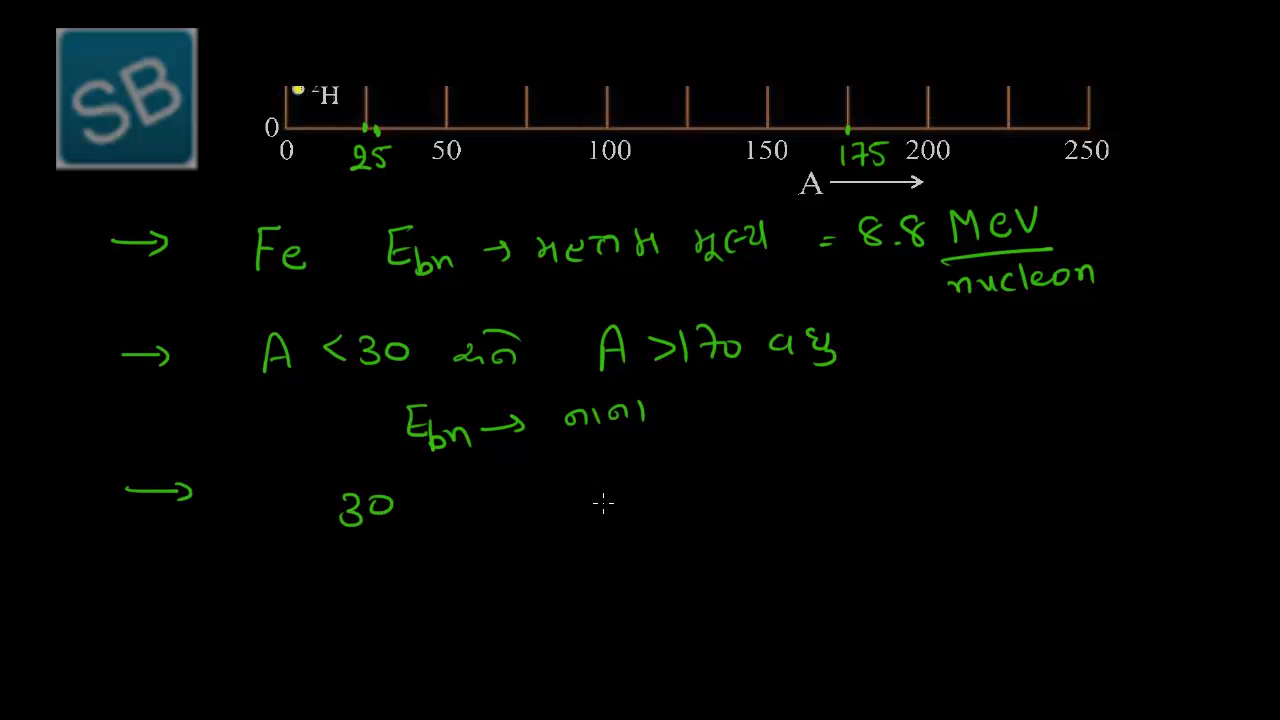 SB
²H
0
0 25 50 100 150 175 200 250
A →
→ Fe Ebn → મહત્તમ મૂલ્ય = 8.8 MeV/nucleon
→ A < 30 અને A > 170 વધુ
Ebn → નાના
→ 30